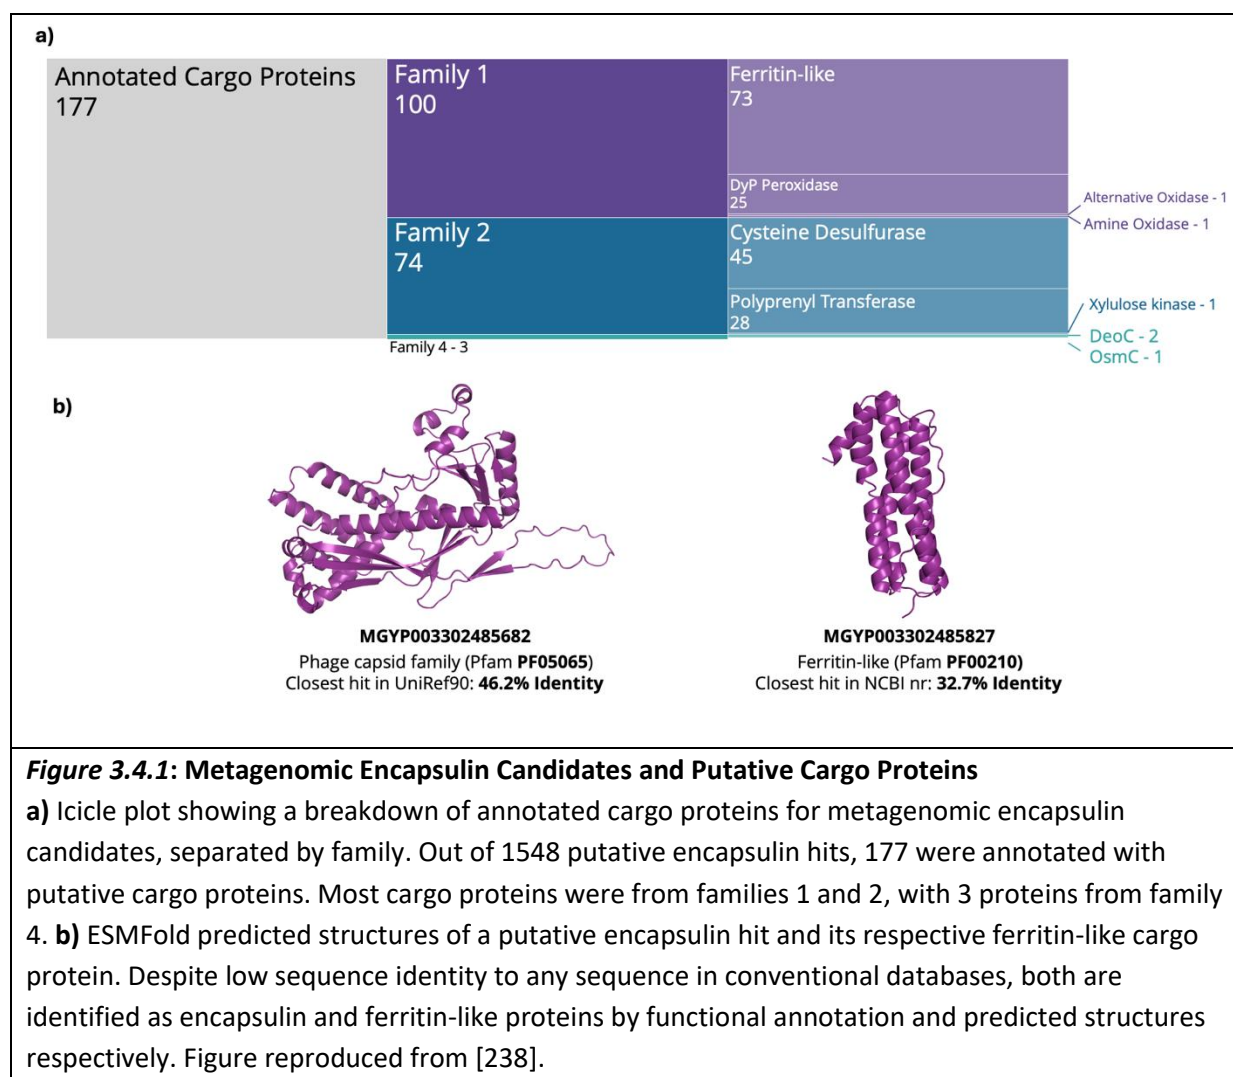 a)
Annotated Cargo Proteins
177
Family 1
100
Ferritin-like
73
DyP Peroxidase
25
Alternative Oxidase - 1
Amine Oxidase - 1
Family 2
74
Cysteine Desulfurase
45
Polyprenyl Transferase
28
Xylulose kinase - 1
DeoC - 2
OsmC - 1
Family 4 - 3
b)
MGYP003302485682
Phage capsid family (Pfam PF05065)
Closest hit in UniRef90: 46.2% Identity
MGYP003302485827
Ferritin-like (Pfam PF00210)
Closest hit in NCBI nr: 32.7% Identity
Figure 3.4.1: Metagenomic Encapsulin Candidates and Putative Cargo Proteins
a) Icicle plot showing a breakdown of annotated cargo proteins for metagenomic encapsulin
candidates, separated by family. Out of 1548 putative encapsulin hits, 177 were annotated with
putative cargo proteins. Most cargo proteins were from families 1 and 2, with 3 proteins from family
4. b) ESMFold predicted structures of a putative encapsulin hit and its respective ferritin-like cargo
protein. Despite low sequence identity to any sequence in conventional databases, both are
identified as encapsulin and ferritin-like proteins by functional annotation and predicted structures
respectively. Figure reproduced from [238].